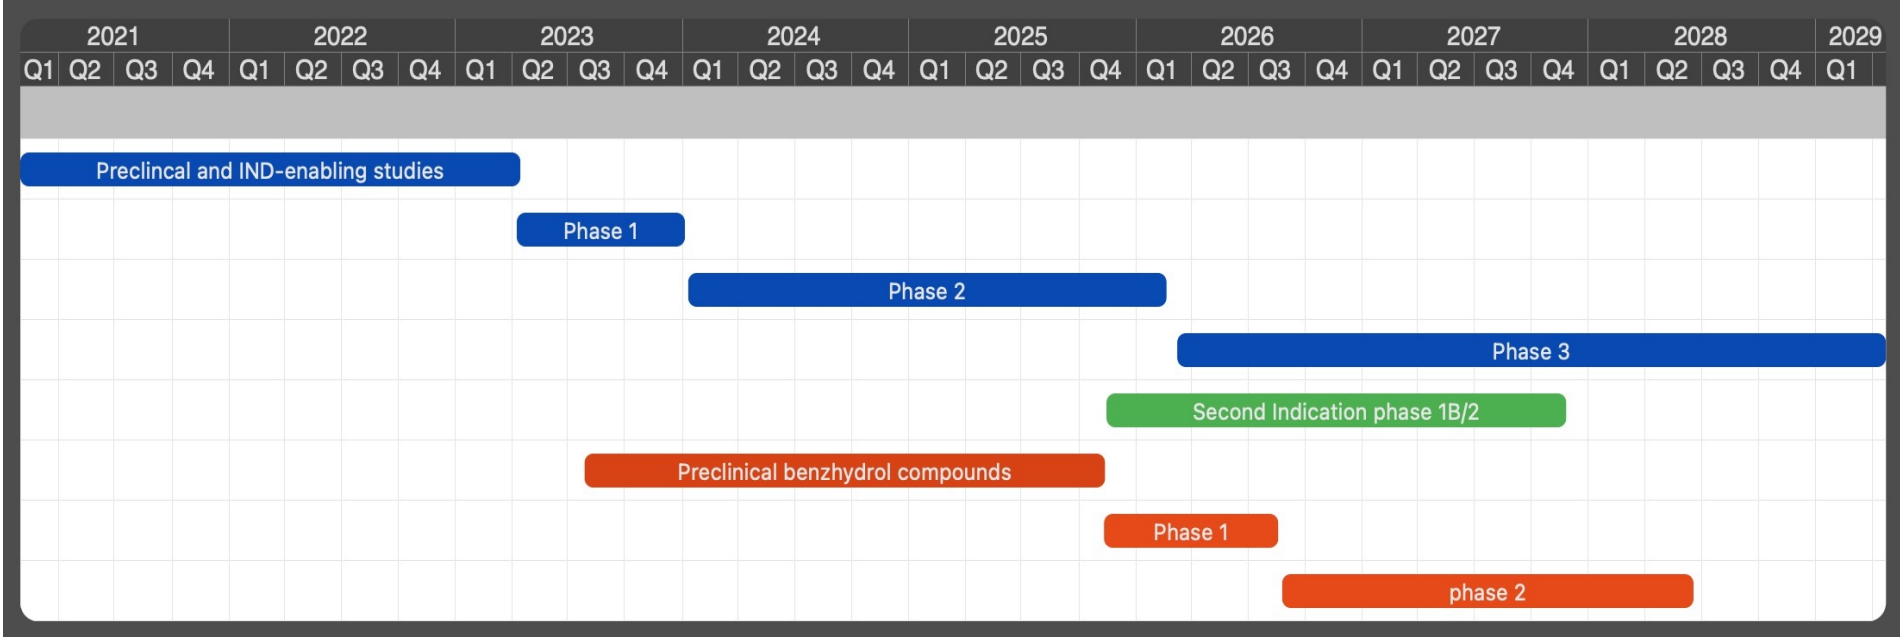 2021 2022 2023 2024 2025 2026 2027 2028 2029
Q1 Q2 Q3 Q4 Q1 Q2 Q3 Q4 Q1 Q2 Q3 Q4 Q1 Q2 Q3 Q4 Q1 Q2 Q3 Q4 Q1 Q2 Q3 Q4 Q1 Q2 Q3 Q4 Q1 Q2 Q3 Q4 Q1
Preclincal and IND-enabling studies
Phase 1
Phase 2
Phase 3
Second Indication phase 1B/2
Preclinical benzhydrol compounds
Phase 1
phase 2